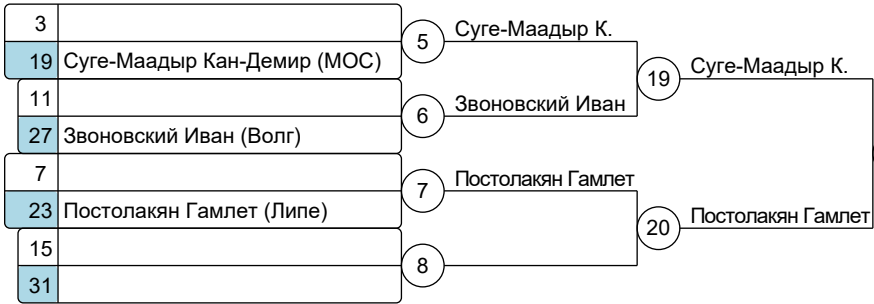 3
5
Суге-Маадыр К.
19 Суге-Маадыр Кан-Демир (МОС)
19
Суге-Маадыр К.
11
6
Звоновский Иван
27 Звоновский Иван (Волг)
7
7
Постолакян Гамлет
23 Постолакян Гамлет (Липе)
20
Постолакян Гамлет
15
8
31